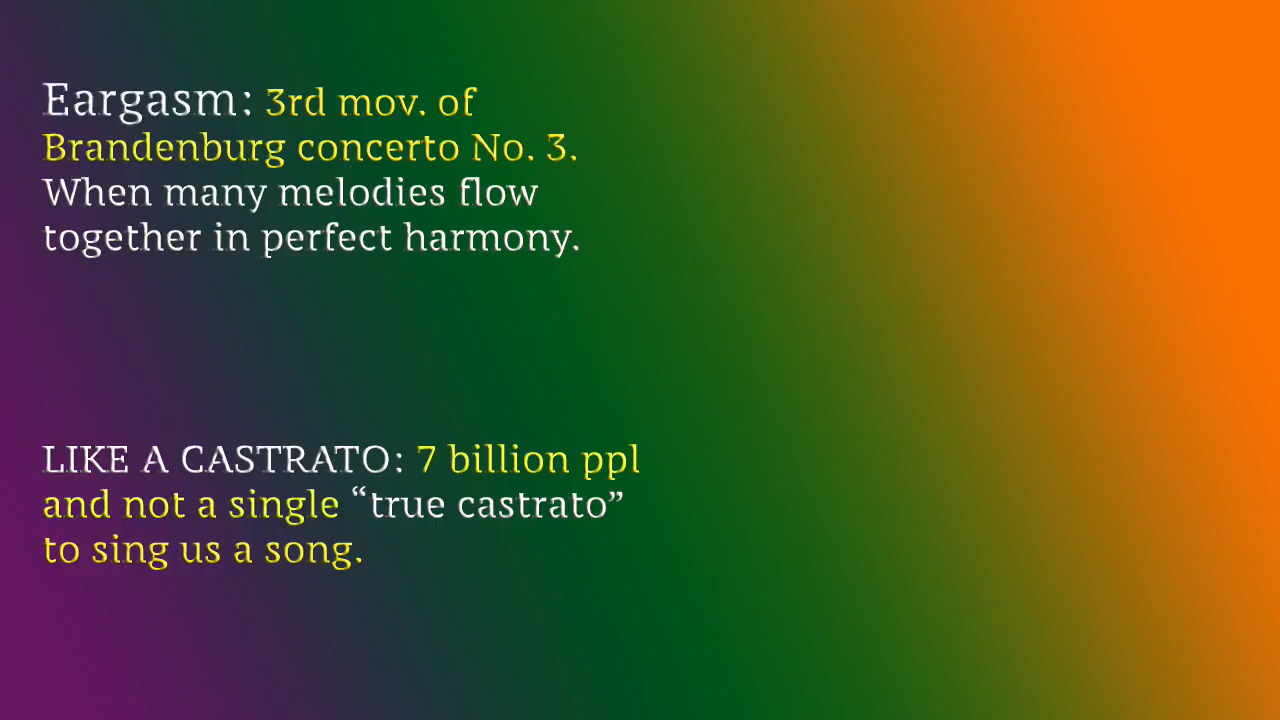 Eargasm: 3rd mov. of
Brandenburg concerto No. 3.
When many melodies flow
together in perfect harmony.
LIKE A CASTRATO: 7 billion ppl
and not a single “true castrato”
to sing us a song.